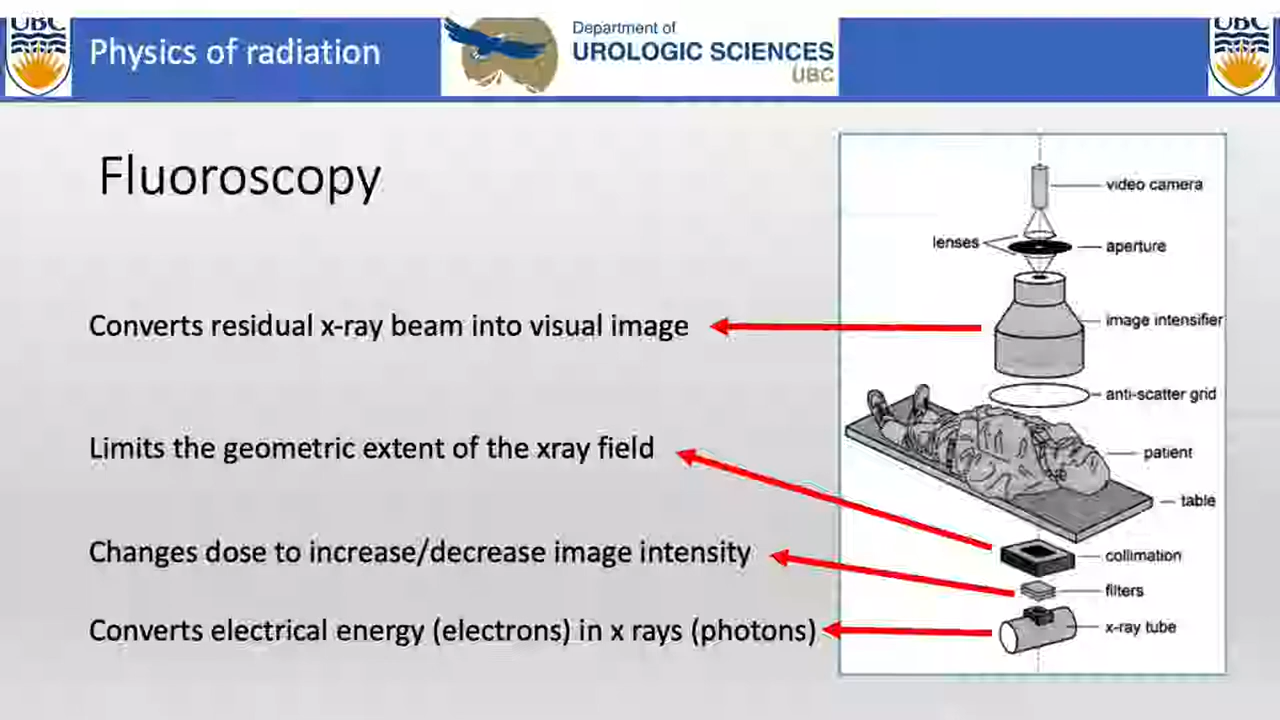 UBC
Physics of radiation
Department of
UROLOGIC SCIENCES
UBC
UBC
Fluoroscopy
video camera
lenses
aperture
Converts residual x-ray beam into visual image
image intensifier
anti-scatter grid
Limits the geometric extent of the xray field
patient
table
Changes dose to increase/decrease image intensity
collimation
filters
Converts electrical energy (electrons) in x rays (photons)
x-ray tube